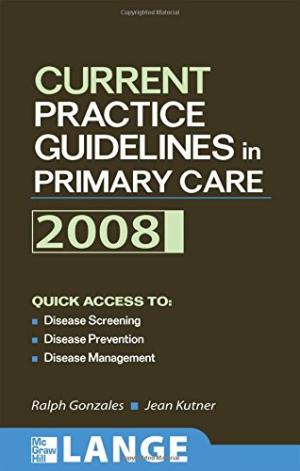 CURRENT
PRACTICE
GUIDELINES in
PRIMARY CARE
2008
QUICK ACCESS TO:
Disease Screening
Disease Prevention
Disease Management
Ralph Gonzales ▪ Jean Kutner
Mc
Graw
Hill
LANGE